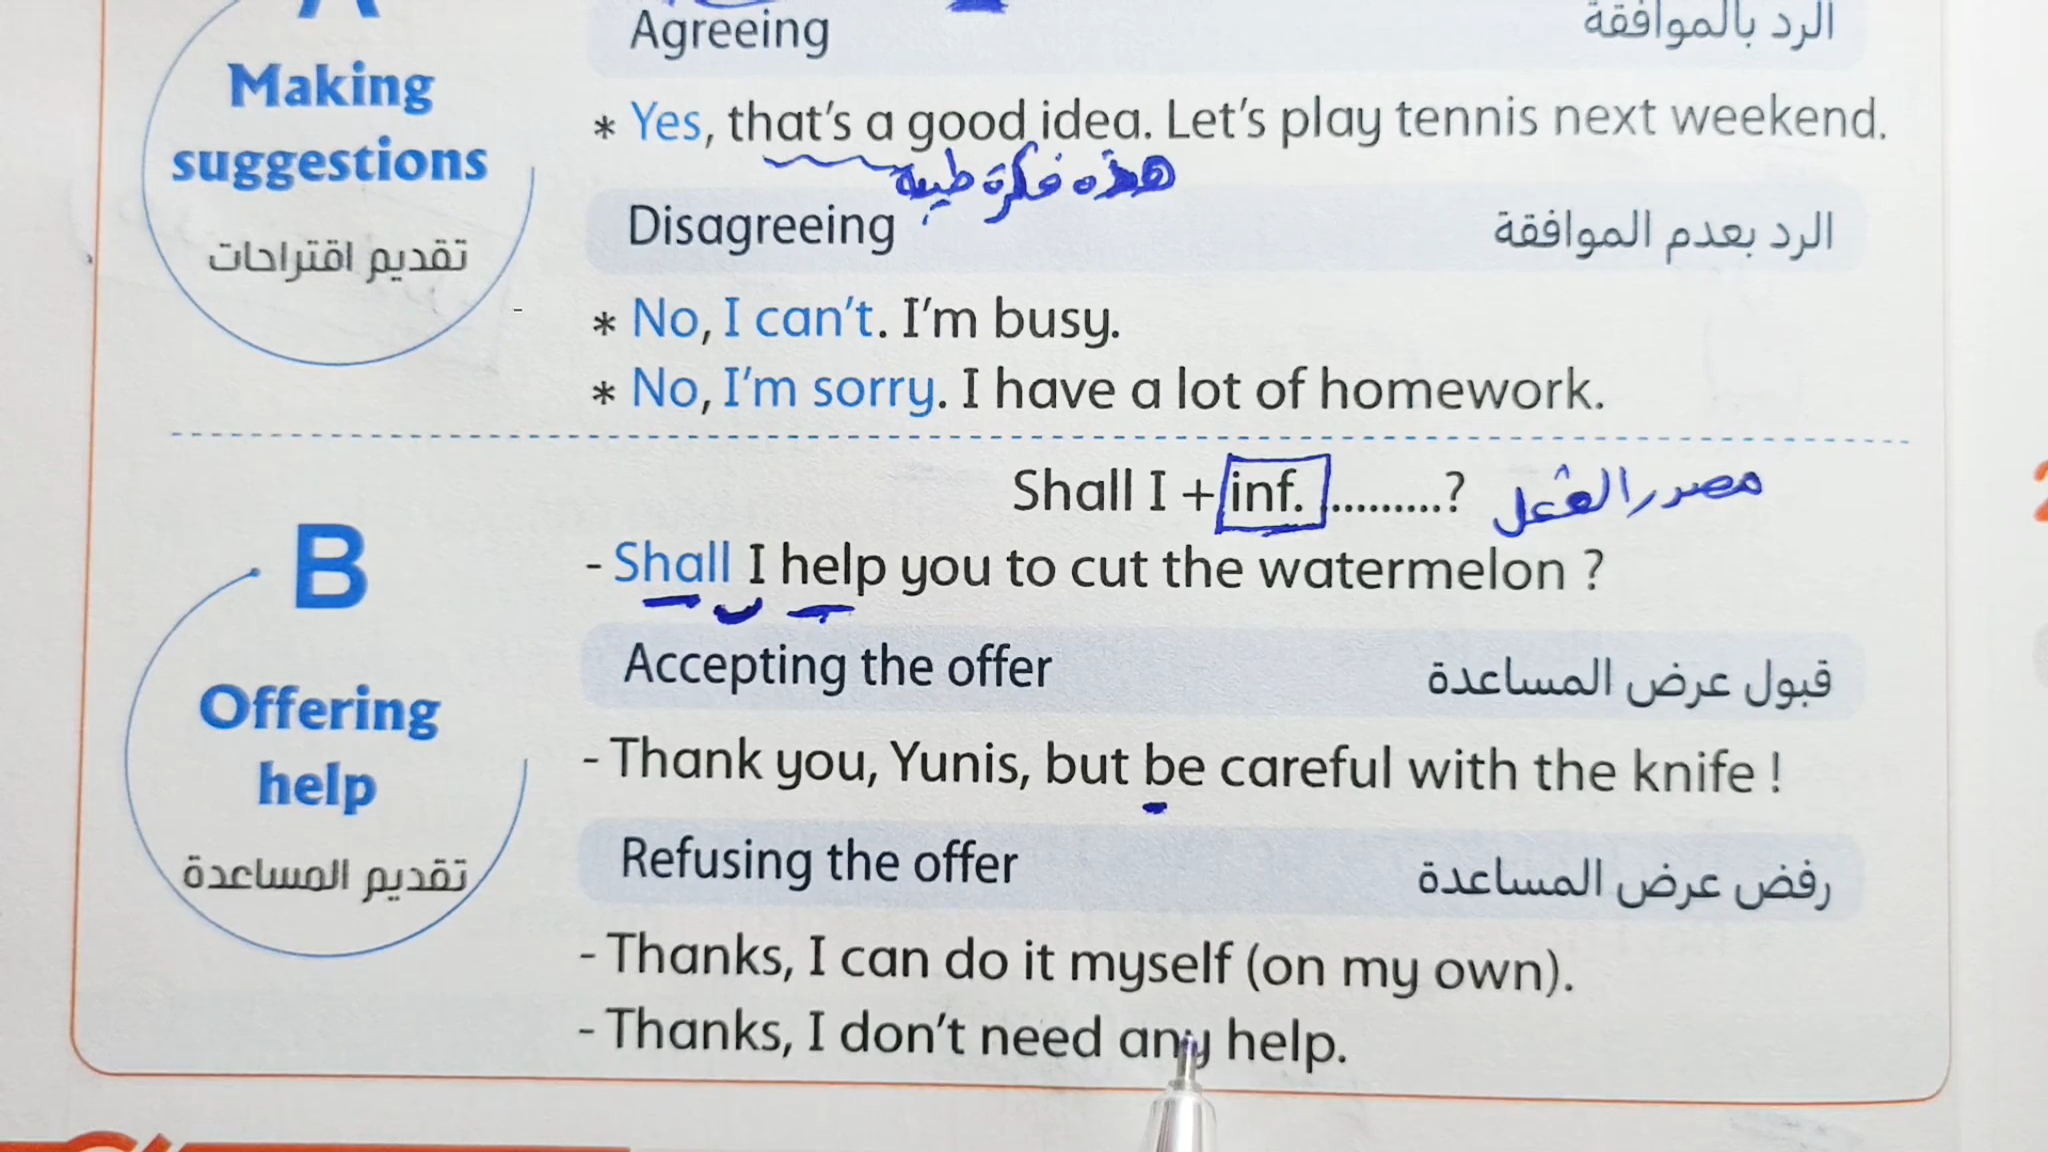 A
Making
suggestions
تقديم اقتراحات
Agreeing الرد بالموافقة
* Yes, that's a good idea. Let's play tennis next weekend.
هذه فكرة طيبة
Disagreeing الرد بعدم الموافقة
* No, I can't. I'm busy.
* No, I'm sorry. I have a lot of homework.
B
Offering
help
تقديم المساعدة
Shall I + inf. ..........? مصدر الفعل
- Shall I help you to cut the watermelon ?
Accepting the offer قبول عرض المساعدة
- Thank you, Yunis, but be careful with the knife !
Refusing the offer رفض عرض المساعدة
- Thanks, I can do it myself (on my own).
- Thanks, I don't need any help.